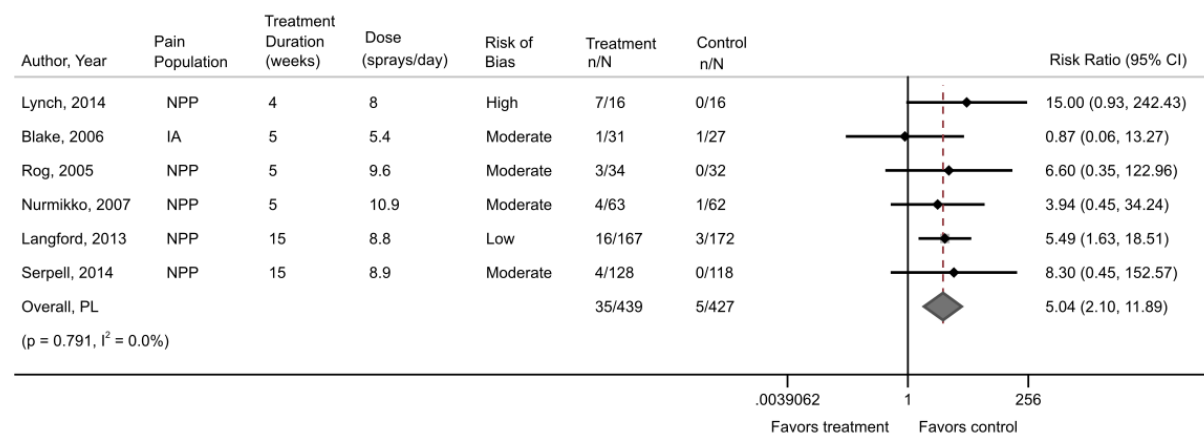 Author, Year Pain Population Treatment Duration (weeks) Dose (sprays/day) Risk of Bias Treatment n/N Control n/N Risk Ratio (95% CI)
Lynch, 2014 NPP 4 8 High 7/16 0/16 15.00 (0.93, 242.43)
Blake, 2006 IA 5 5.4 Moderate 1/31 1/27 0.87 (0.06, 13.27)
Rog, 2005 NPP 5 9.6 Moderate 3/34 0/32 6.60 (0.35, 122.96)
Nurmikko, 2007 NPP 5 10.9 Moderate 4/63 1/62 3.94 (0.45, 34.24)
Langford, 2013 NPP 15 8.8 Low 16/167 3/172 5.49 (1.63, 18.51)
Serpell, 2014 NPP 15 8.9 Moderate 4/128 0/118 8.30 (0.45, 152.57)
Overall, PL 35/439 5/427 5.04 (2.10, 11.89)
(p = 0.791, I² = 0.0%)
.0039062 1 256
Favors treatment Favors control